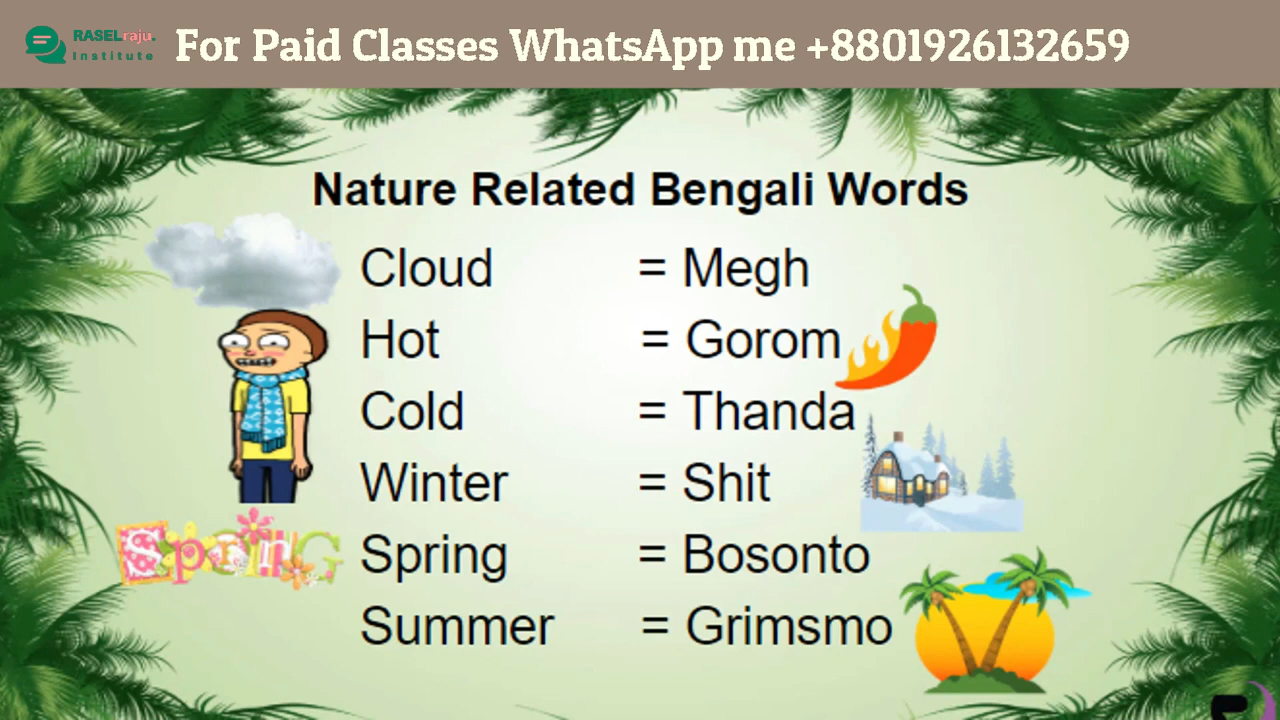 RASELraju.
Institute
For Paid Classes WhatsApp me +8801926132659
Nature Related Bengali Words
Cloud = Megh
Hot = Gorom
Cold = Thanda
Winter = Shit
Spring
Spring = Bosonto
Summer = Grimsmo